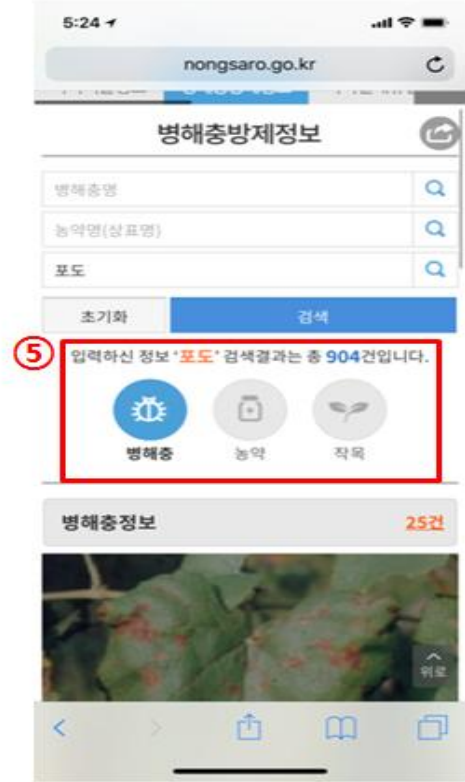 5:24
nongsaro.go.kr
병해충방제정보
병해충명
농약명(상표명)
포도
초기화 검색
⑤ 입력하신 정보 '포도' 검색결과는 총 904건입니다.
병해충 농약 작목
병해충정보 25건
위로